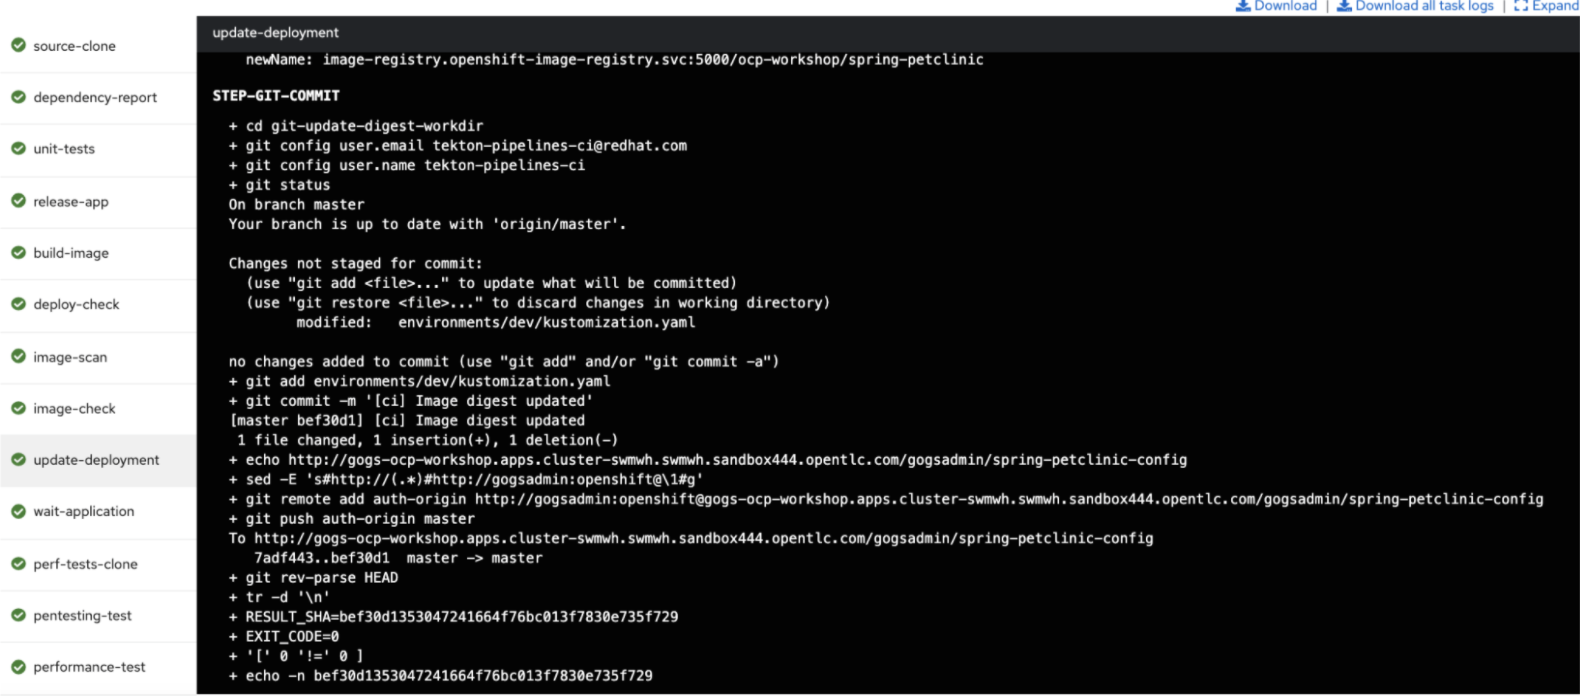 Download | Download all task logs | Expand
source-clone
dependency-report
unit-tests
release-app
build-image
deploy-check
image-scan
image-check
update-deployment
wait-application
perf-tests-clone
pentesting-test
performance-test
update-deployment
newName: image-registry.openshift-image-registry.svc:5000/ocp-workshop/spring-petclinic
STEP-GIT-COMMIT
+ cd git-update-digest-workdir
+ git config user.email tekton-pipelines-ci@redhat.com
+ git config user.name tekton-pipelines-ci
+ git status
On branch master
Your branch is up to date with 'origin/master'.
Changes not staged for commit:
(use "git add <file>..." to update what will be committed)
(use "git restore <file>..." to discard changes in working directory)
modified: environments/dev/kustomization.yaml
no changes added to commit (use "git add" and/or "git commit -a")
+ git add environments/dev/kustomization.yaml
+ git commit -m '[ci] Image digest updated'
[master bef30d1] [ci] Image digest updated
1 file changed, 1 insertion(+), 1 deletion(-)
+ echo http://gogs-ocp-workshop.apps.cluster-swmwh.swmwh.sandbox444.opentlc.com/gogsadmin/spring-petclinic-config
+ sed -E 's#http://(.*)#http://gogsadmin:openshift@\1#g'
+ git remote add auth-origin http://gogsadmin:openshift@gogs-ocp-workshop.apps.cluster-swmwh.swmwh.sandbox444.opentlc.com/gogsadmin/spring-petclinic-config
+ git push auth-origin master
To http://gogs-ocp-workshop.apps.cluster-swmwh.swmwh.sandbox444.opentlc.com/gogsadmin/spring-petclinic-config
7adf443..bef30d1 master -> master
+ git rev-parse HEAD
+ tr -d '\n'
+ RESULT_SHA=bef30d1353047241664f76bc013f7830e735f729
+ EXIT_CODE=0
+ '[' 0 '!=' 0 ]
+ echo -n bef30d1353047241664f76bc013f7830e735f729